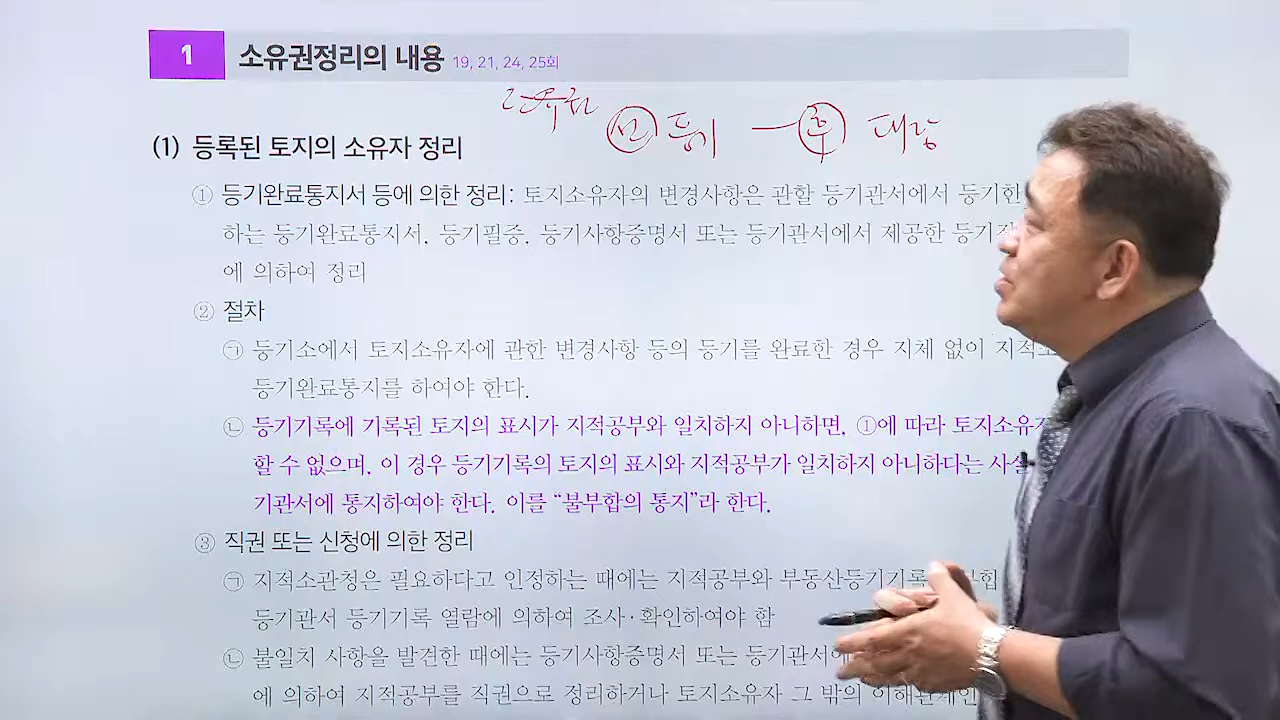 1 소유권정리의 내용 19, 21, 24, 25회
소유권 선 등기 — 후 대장
(1) 등록된 토지의 소유자 정리
① 등기완료통지서 등에 의한 정리: 토지소유자의 변경사항은 관할 등기관서에서 등기한
하는 등기완료통지서, 등기필증, 등기사항증명서 또는 등기관서에서 제공한
에 의하여 정리
② 절차
㉠ 등기소에서 토지소유자에 관한 변경사항 등의 등기를 완료한 경우 지체 없이
등기완료통지를 하여야 한다.
㉡ 등기기록에 기록된 토지의 표시가 지적공부와 일치하지 아니하면, ①에 따라
할 수 없으며, 이 경우 등기기록의 토지의 표시와 지적공부가 일치하지 아니하다는 사실
기관서에 통지하여야 한다. 이를 “불부합의 통지”라 한다.
③ 직권 또는 신청에 의한 정리
㉠ 지적소관청은 필요하다고 인정하는 때에는 지적공부와 부동산등기기록
등기관서 등기기록 열람에 의하여 조사·확인하여야 함
㉡ 불일치 사항을 발견한 때에는 등기사항증명서 또는 등기관서에
에 의하여 지적공부를 직권으로 정리하거나 토지소유자 그 밖의 이해관계인